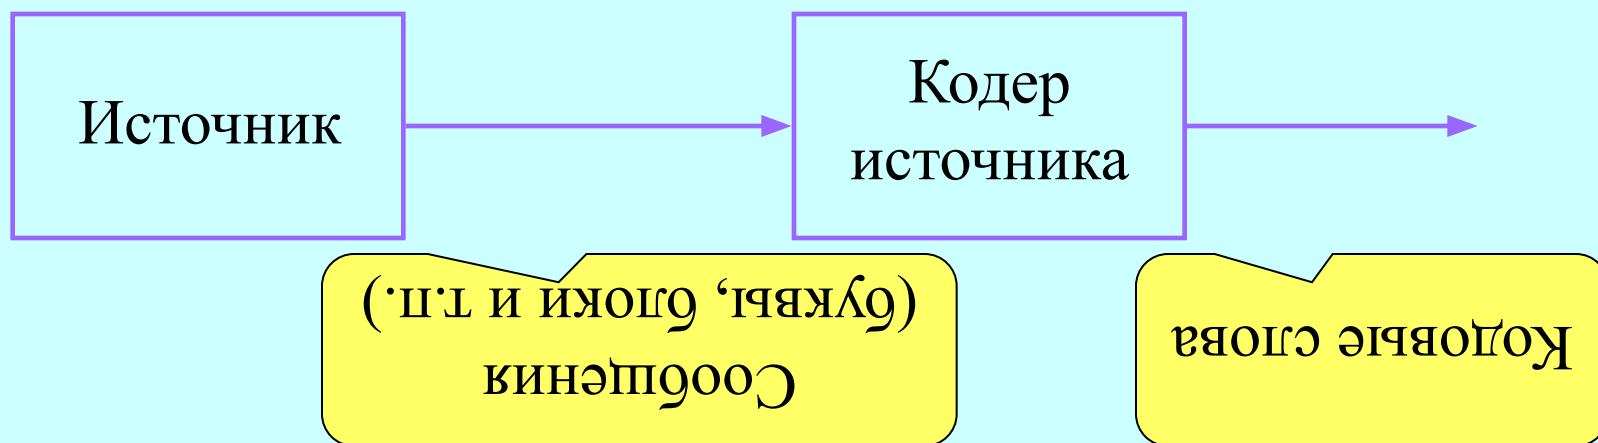 Источник
Кодер
источника
Сообщения
(буквы, блоки и т.п.)
Кодовые слова